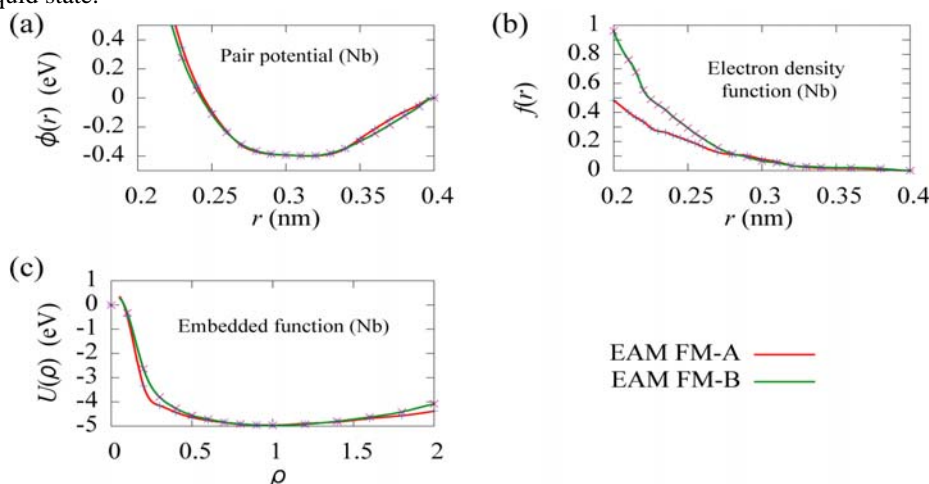 quid state.
(a)
0.4
0.2
0
-0.2
-0.4
ϕ(r) (eV)
Pair potential (Nb)
0.2 0.25 0.3 0.35 0.4
r (nm)
(b)
1
0.8
0.6
0.4
0.2
0
f(r)
Electron density
function (Nb)
0.2 0.25 0.3 0.35 0.4
r (nm)
(c)
1
0
-1
-2
-3
-4
-5
U(ρ) (eV)
Embedded function (Nb)
0 0.5 1 1.5 2
ρ
EAM FM-A
EAM FM-B